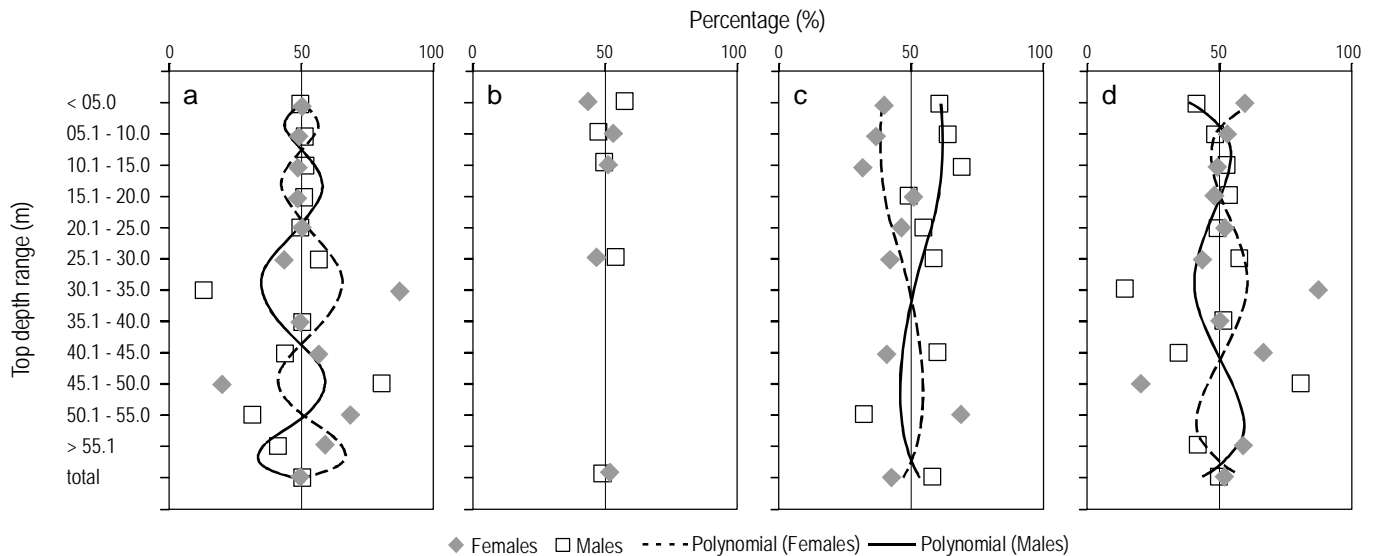 Percentage (%)
0 50 100 0 50 100 0 50 100 0 50 100
a b c d
Top depth range (m)
< 05.0
05.1 - 10.0
10.1 - 15.0
15.1 - 20.0
20.1 - 25.0
25.1 - 30.0
30.1 - 35.0
35.1 - 40.0
40.1 - 45.0
45.1 - 50.0
50.1 - 55.0
> 55.1
total
Females Males Polynomial (Females) Polynomial (Males)